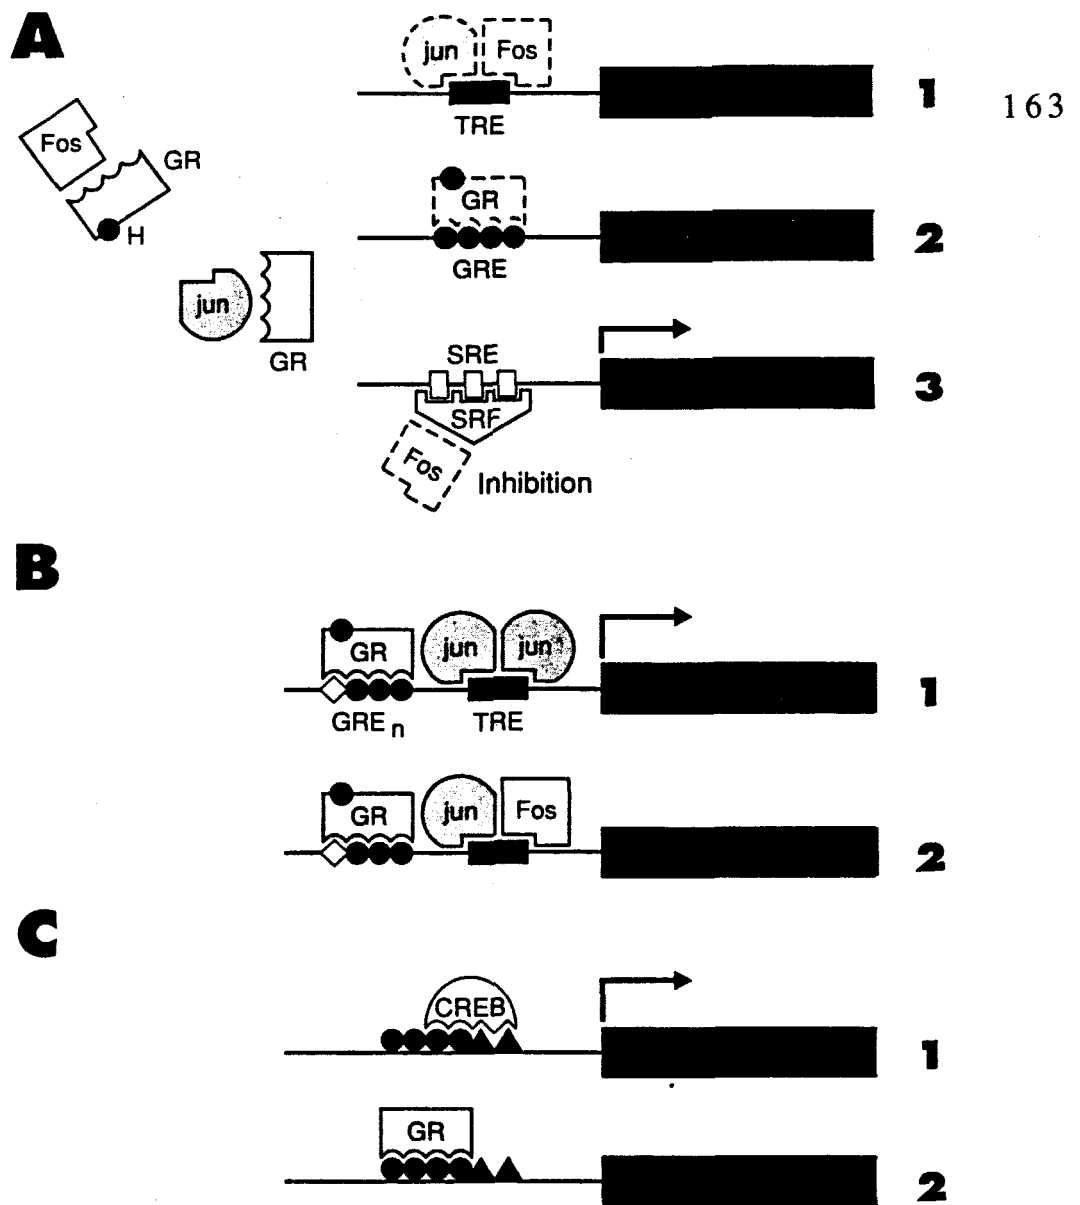 A
jun Fos
TRE
1
163
Fos
GR
H
GR
GRE
2
jun
GR
SRE
SRF
Fos
Inhibition
3
B
GR jun jun
GRE n TRE
1
GR jun Fos
2
C
CREB
1
GR
2